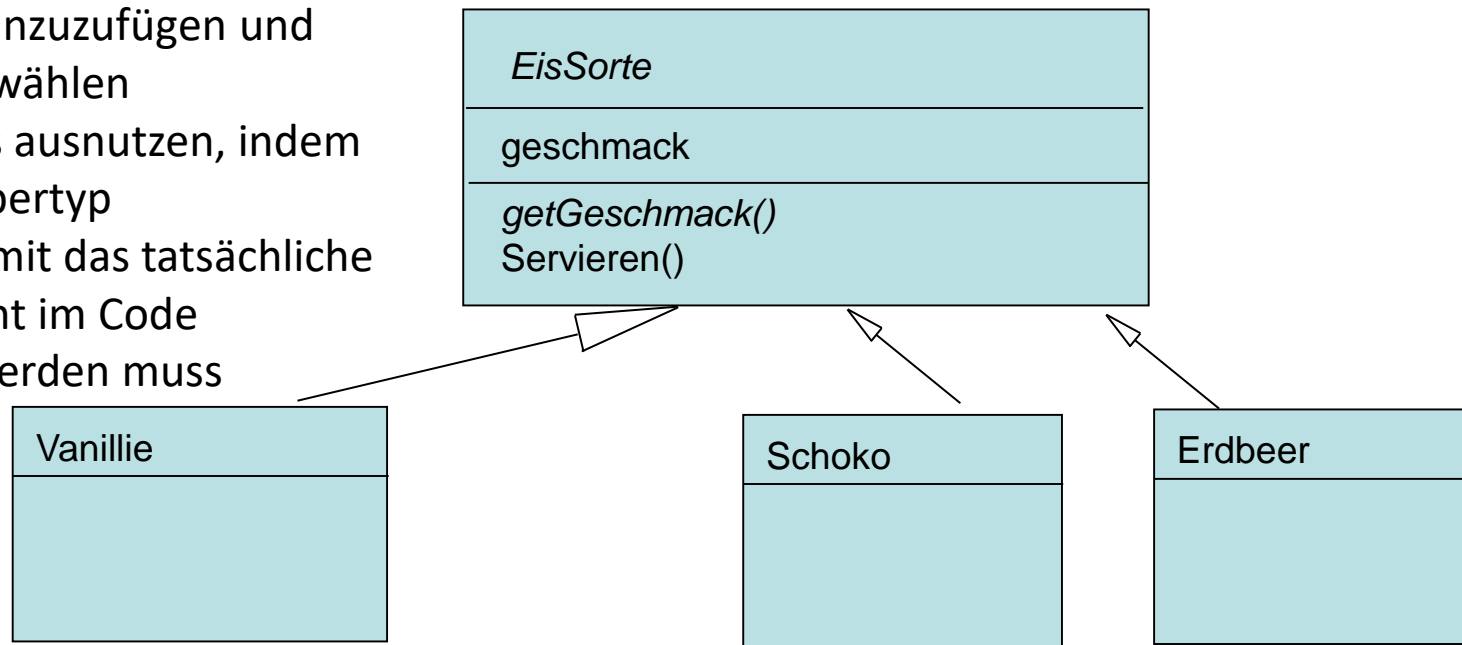 nzuzufügen und
wählen
s ausnutzen, indem
pertyp
mit das tatsächliche
nt im Code
erden muss
EisSorte
geschmack
getGeschmack()
Servieren()
Vanillie
Schoko
Erdbeer